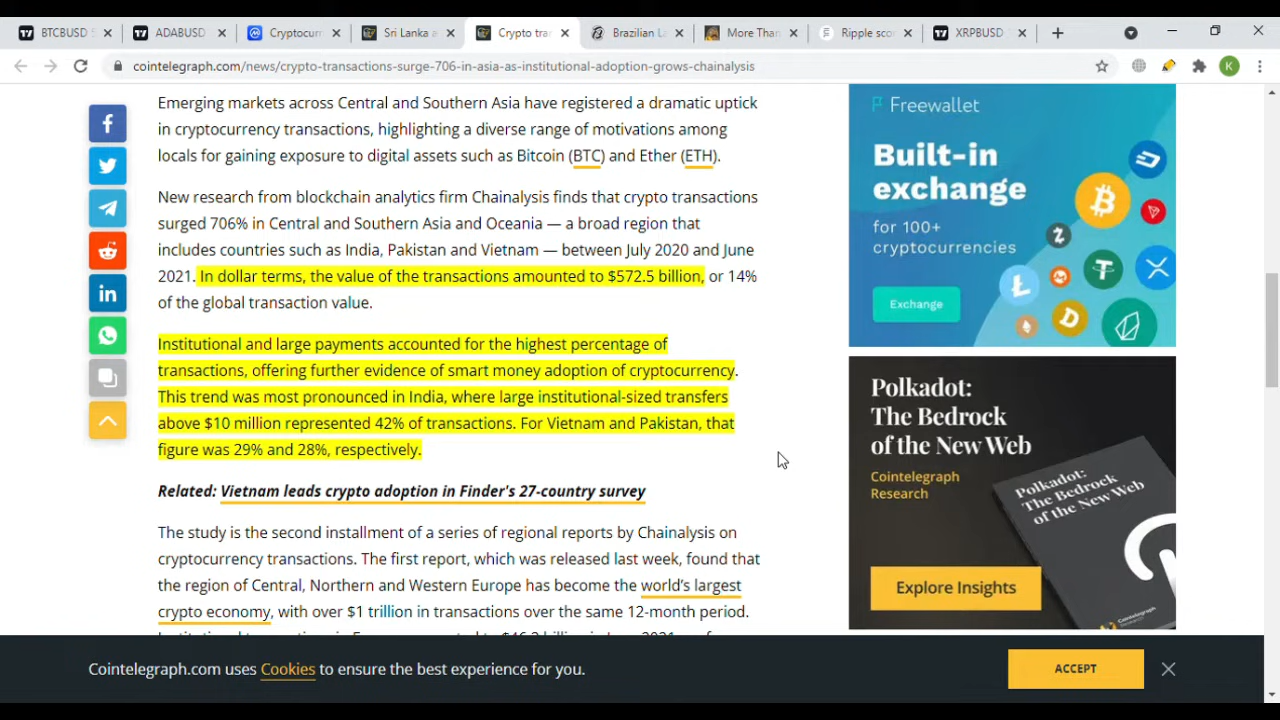 BTCBUSD
ADABUSD
Cryptocurr
Sri Lanka a
Crypto tra
Brazilian L
More Than
Ripple sco
XRPBUSD
cointelegraph.com/news/crypto-transactions-surge-706-in-asia-as-institutional-adoption-grows-chainalysis
K
Emerging markets across Central and Southern Asia have registered a dramatic uptick
in cryptocurrency transactions, highlighting a diverse range of motivations among
locals for gaining exposure to digital assets such as Bitcoin (BTC) and Ether (ETH).
New research from blockchain analytics firm Chainalysis finds that crypto transactions
surged 706% in Central and Southern Asia and Oceania — a broad region that
includes countries such as India, Pakistan and Vietnam — between July 2020 and June
2021. In dollar terms, the value of the transactions amounted to $572.5 billion, or 14%
of the global transaction value.
Institutional and large payments accounted for the highest percentage of
transactions, offering further evidence of smart money adoption of cryptocurrency.
This trend was most pronounced in India, where large institutional-sized transfers
above $10 million represented 42% of transactions. For Vietnam and Pakistan, that
figure was 29% and 28%, respectively.
Related: Vietnam leads crypto adoption in Finder's 27-country survey
The study is the second installment of a series of regional reports by Chainalysis on
cryptocurrency transactions. The first report, which was released last week, found that
the region of Central, Northern and Western Europe has become the world's largest
crypto economy, with over $1 trillion in transactions over the same 12-month period.
Freewallet
Built-in
exchange
for 100+
cryptocurrencies
Exchange
Polkadot:
The Bedrock
of the New Web
Cointelegraph
Research
Polkadot:
The Bedrock
of the New Web
Explore Insights
Cointelegraph.com uses Cookies to ensure the best experience for you.
ACCEPT